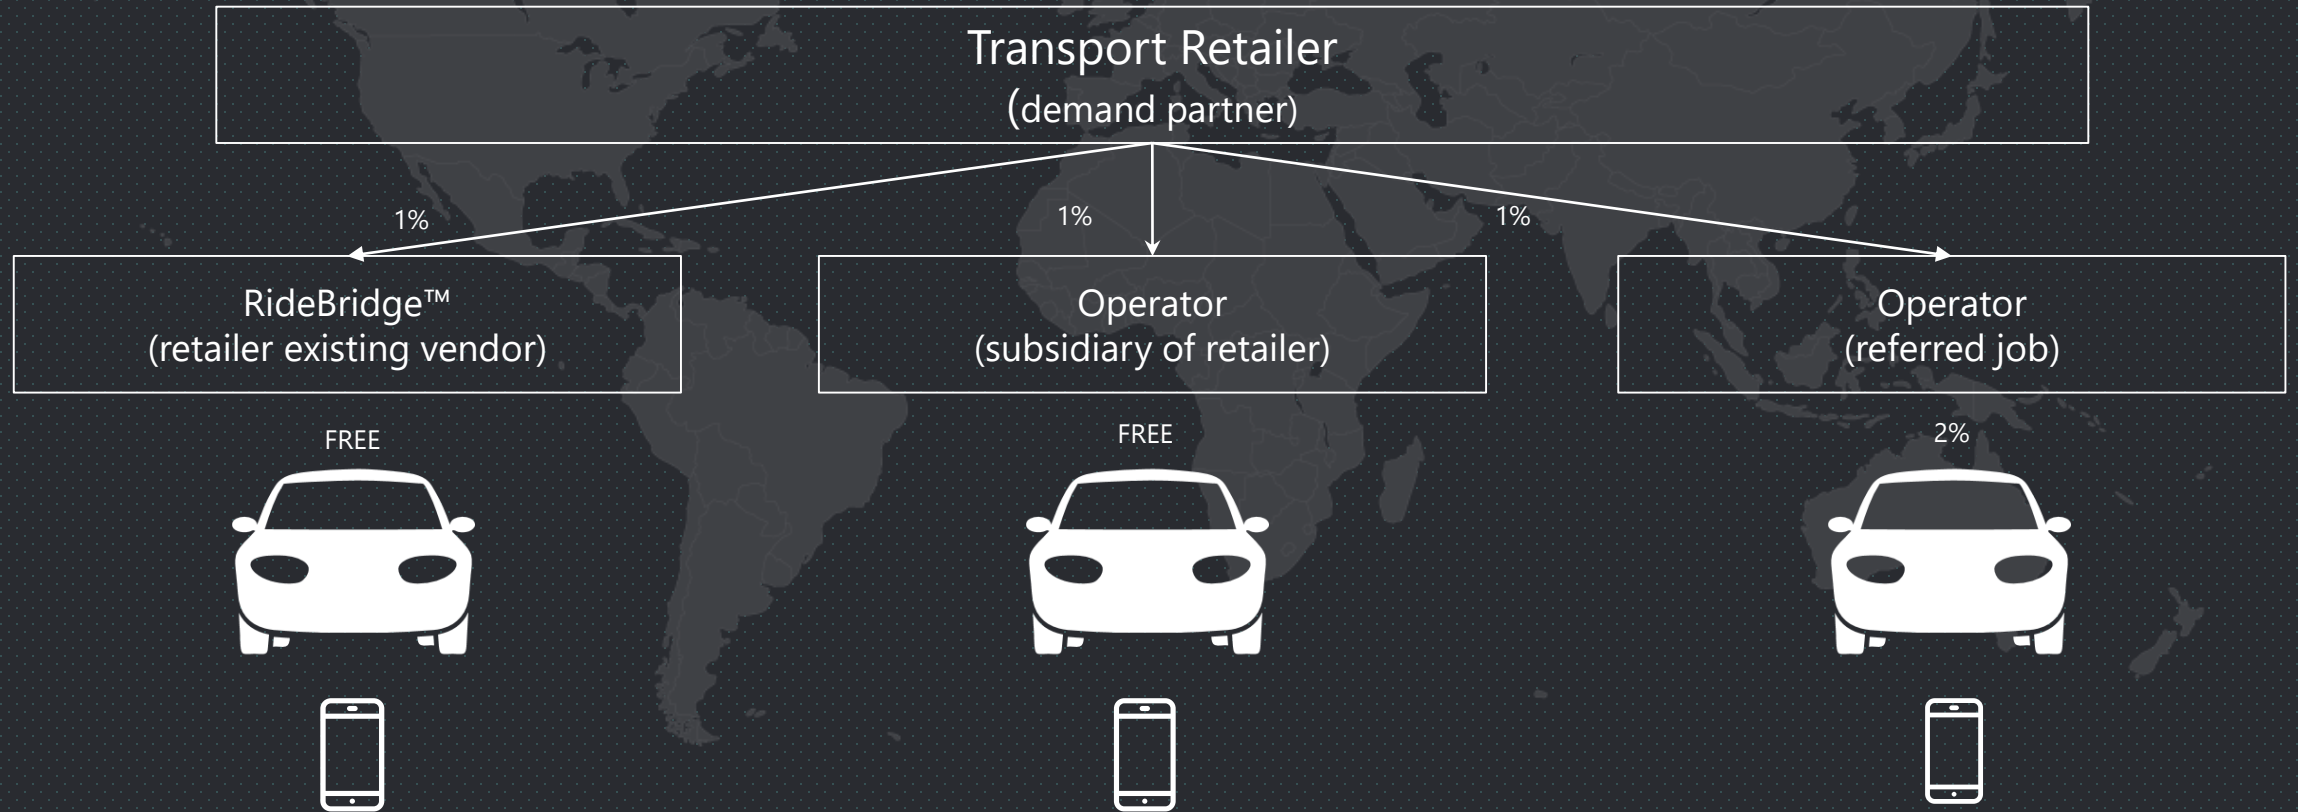 Transport Retailer
(demand partner)
1%
1%
1%
RideBridge™
(retailer existing vendor)
Operator
(subsidiary of retailer)
Operator
(referred job)
FREE
FREE
2%